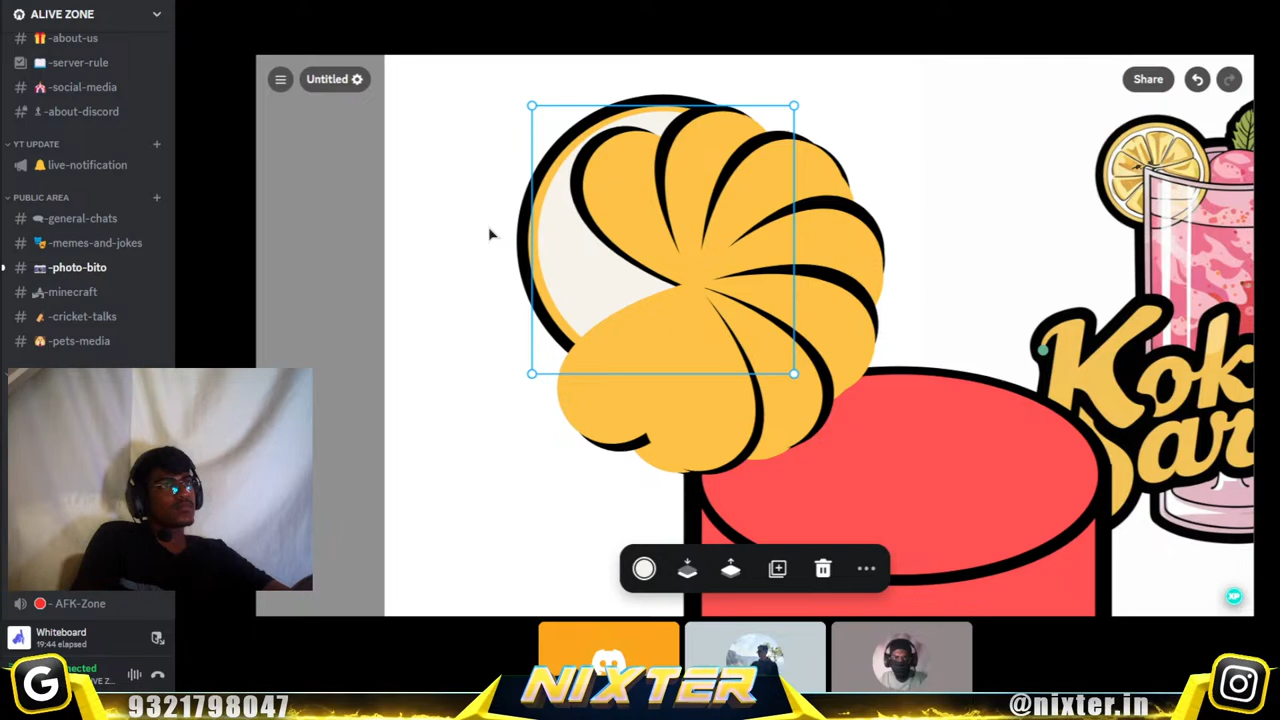 ALIVE ZONE
-about-us
-server-rule
-social-media
-about-discord
YT UPDATE
live-notification
PUBLIC AREA
-general-chats
-memes-and-jokes
-photo-bito
-minecraft
-cricket-talks
-pets-media
- AFK-Zone
Whiteboard
19:44 elapsed
Untitled
Share
XP
NIXTER
G
9321798047
@nixter.in